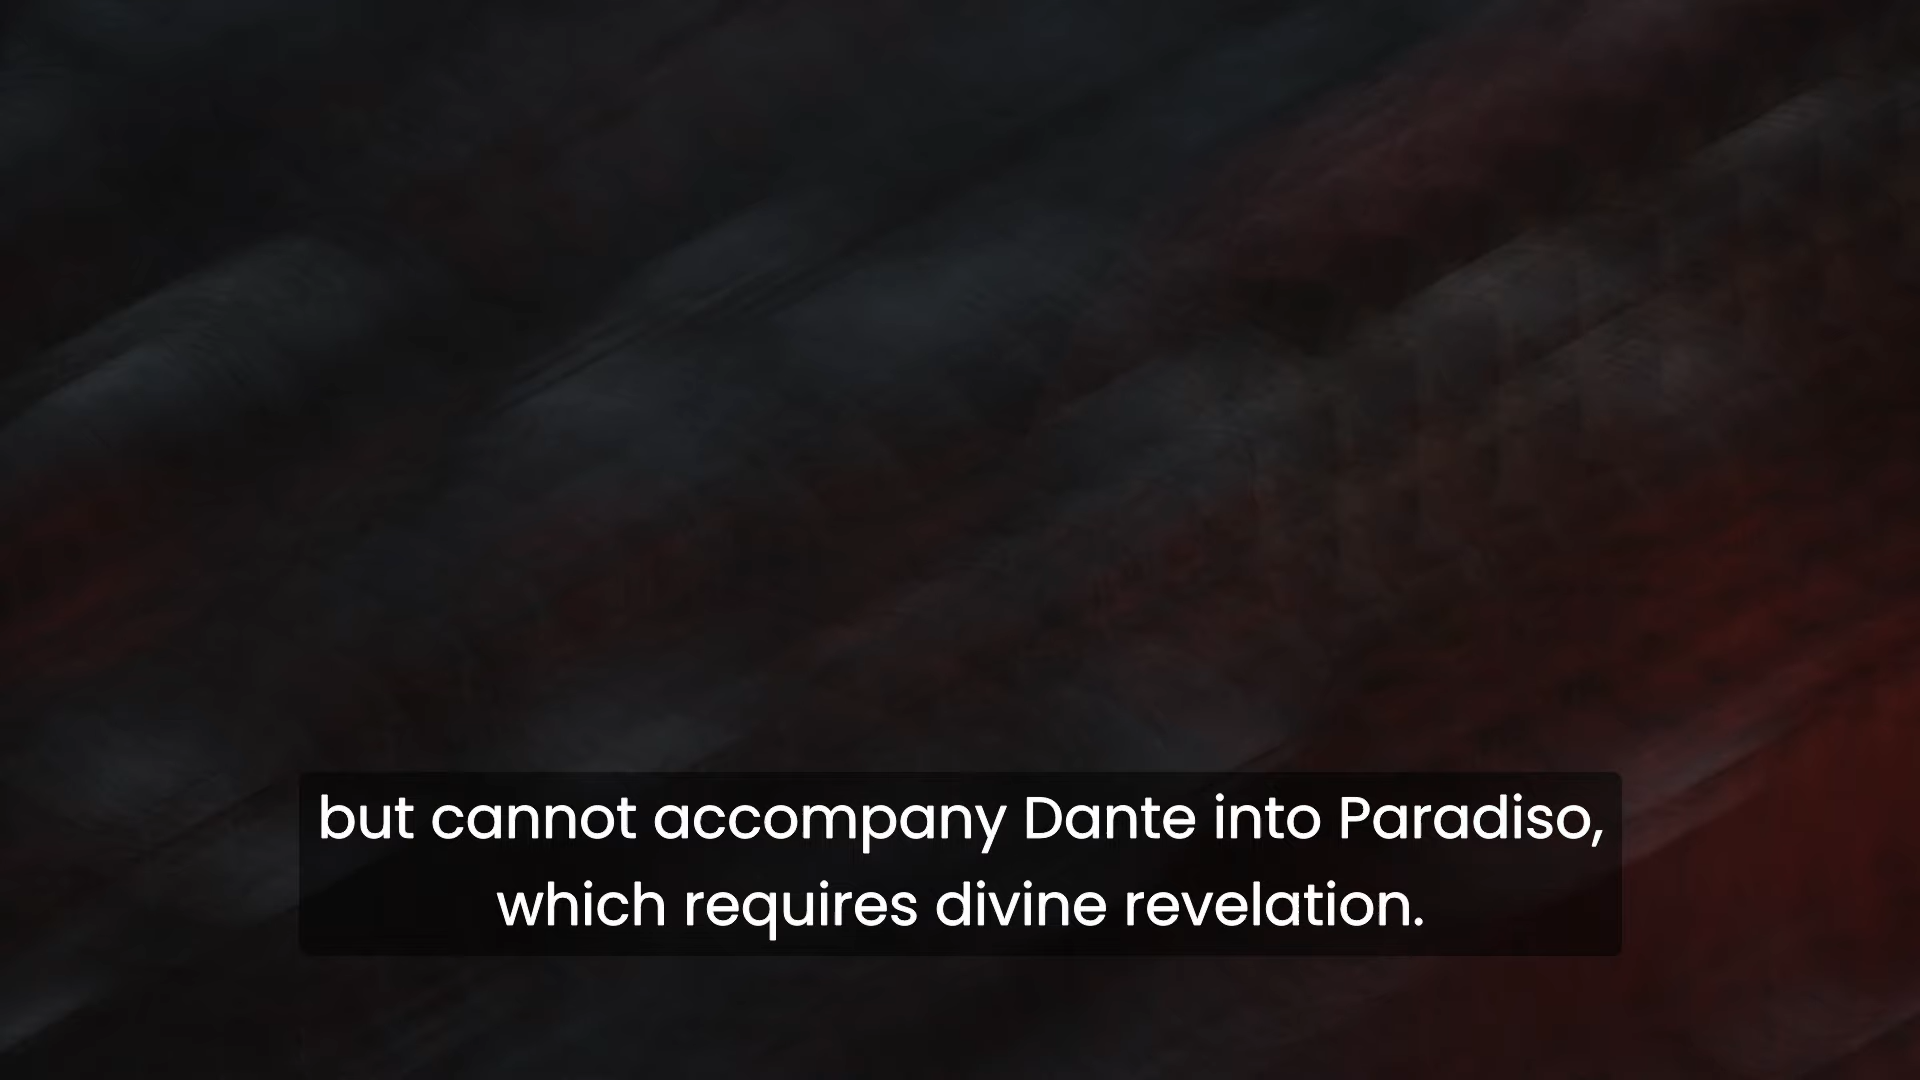 but cannot accompany Dante into Paradiso,
which requires divine revelation.